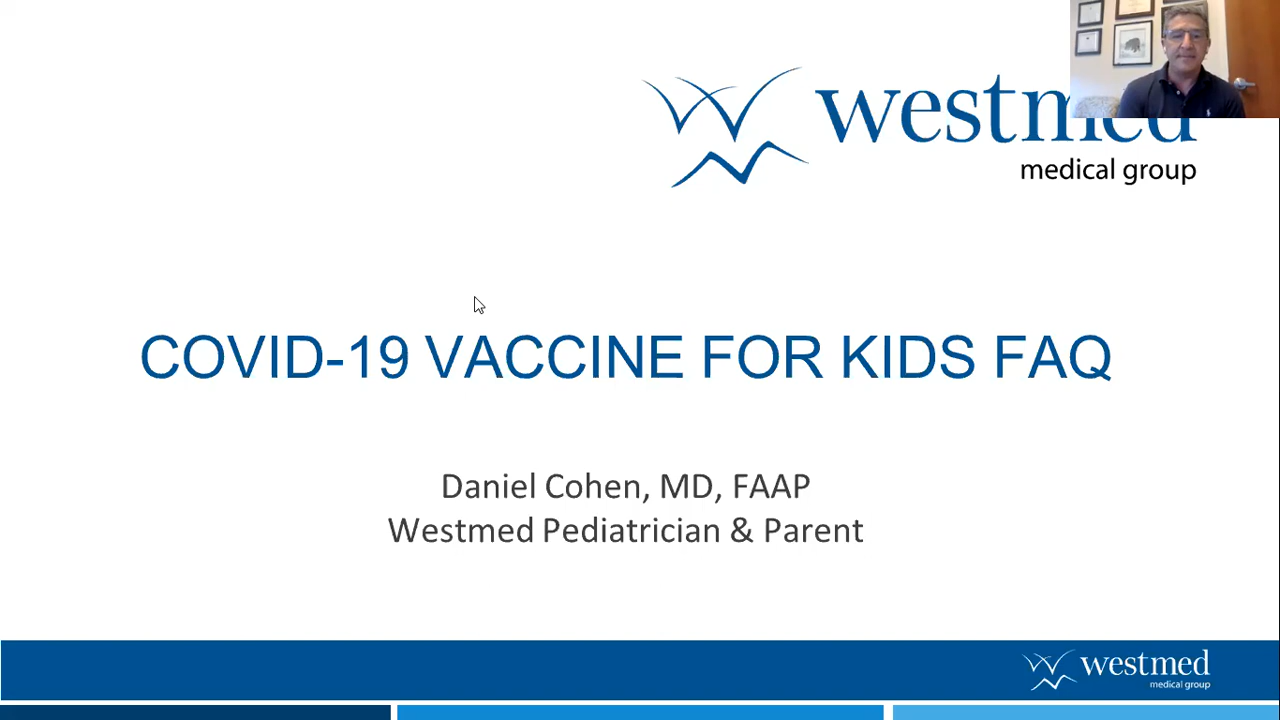 westmed
medical group
COVID-19 VACCINE FOR KIDS FAQ
Daniel Cohen, MD, FAAP
Westmed Pediatrician & Parent
westmed
medical group